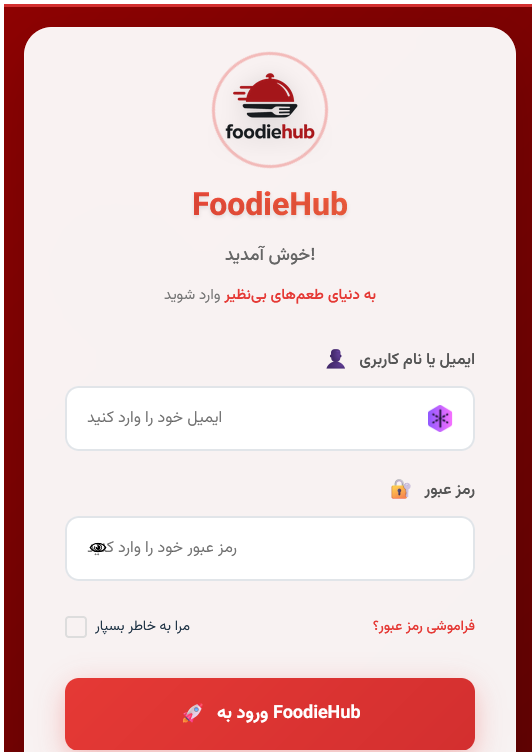 foodiehub
FoodieHub
!خوش آمدید
به دنیای طعم‌های بی‌نظیر وارد شوید
ایمیل یا نام کاربری
ایمیل خود را وارد کنید
رمز عبور
رمز عبور خود را وارد کنید
فراموشی رمز عبور؟ مرا به خاطر بسپار
ورود به FoodieHub